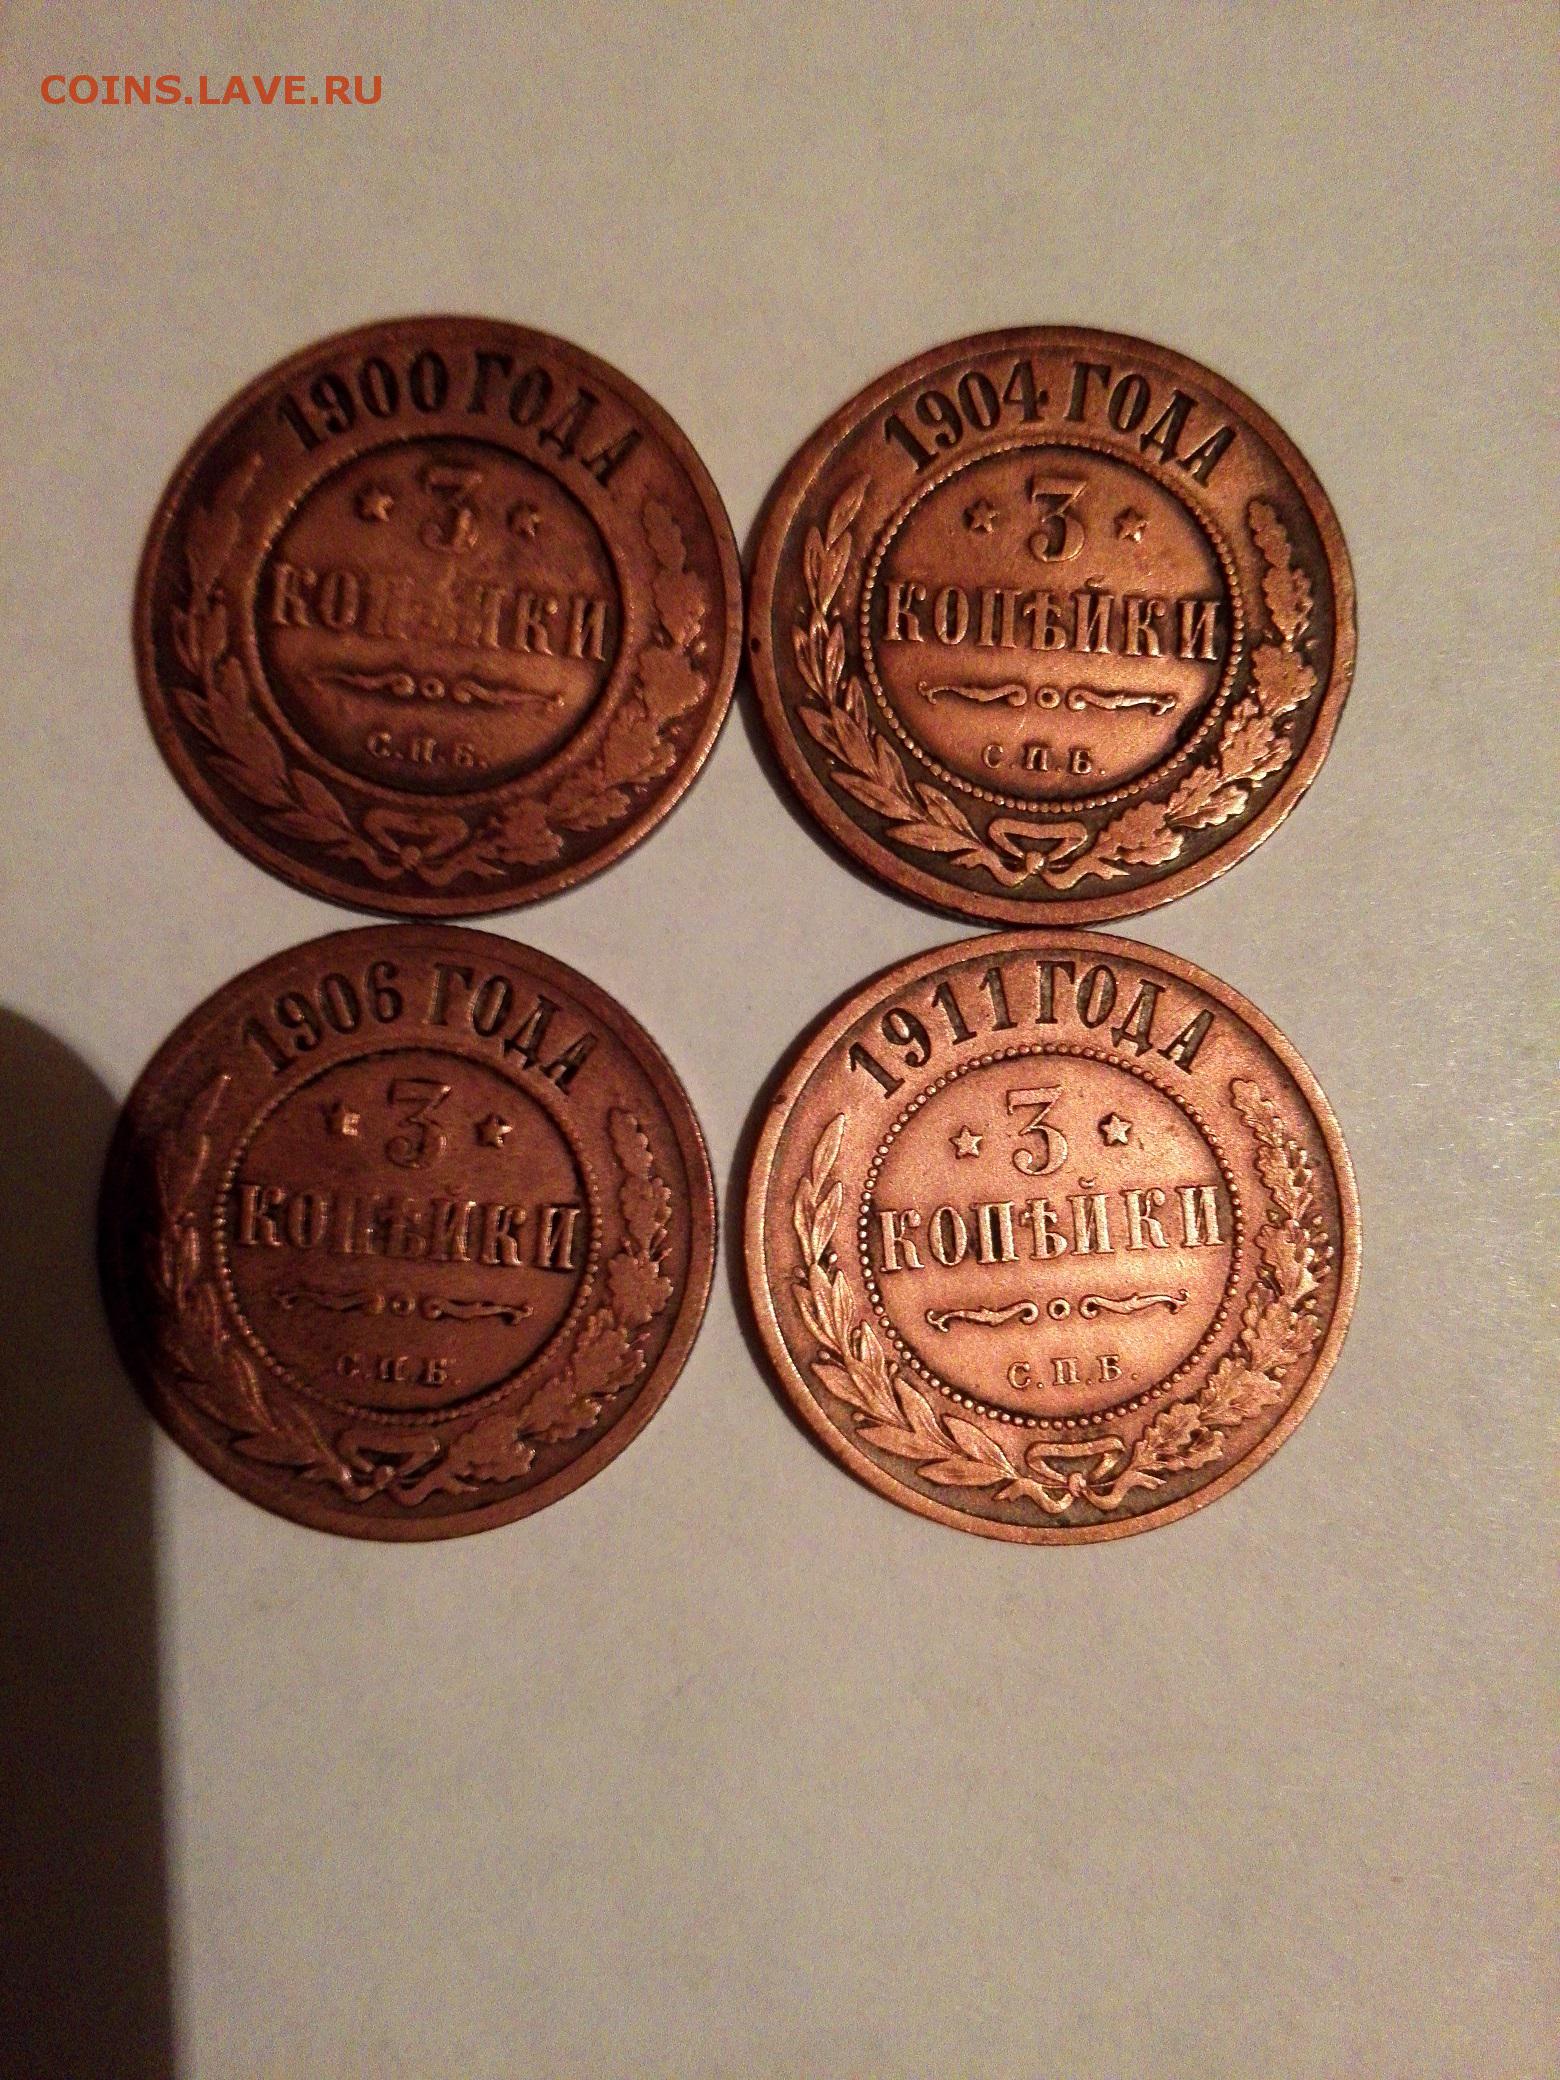 COINS.LAVE.RU
1900 ГОДА
3
КОПѢЙКИ
С.П.Б.
1904 ГОДА
3
КОПѢЙКИ
С.П.Б.
1906 ГОДА
3
КОПѢЙКИ
С.П.Б.
1911 ГОДА
3
КОПѢЙКИ
С.П.Б.